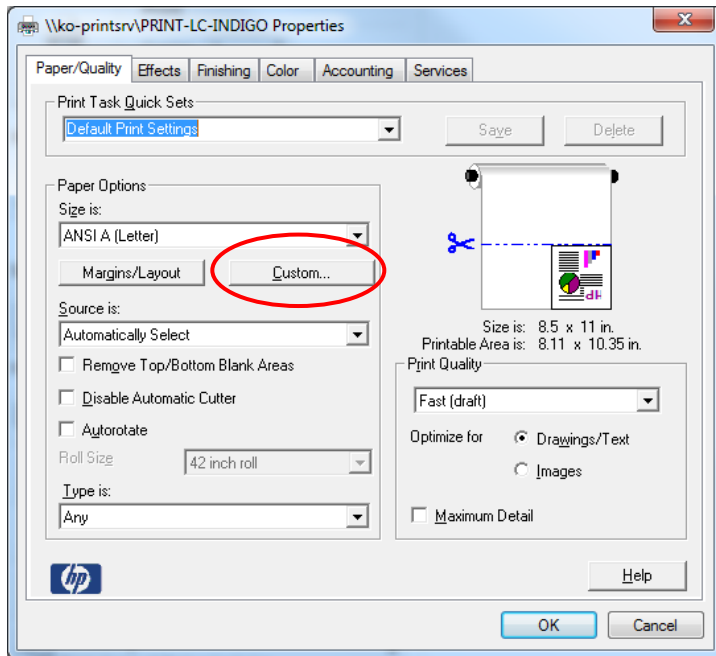 \\ko-printsrv\PRINT-LC-INDIGO Properties
Paper/Quality Effects Finishing Color Accounting Services
Print Task Quick Sets
Default Print Settings Save Delete
Paper Options
Size is:
ANSI A (Letter)
Margins/Layout Custom...
Source is:
Automatically Select
Remove Top/Bottom Blank Areas
Disable Automatic Cutter
Autorotate
Roll Size 42 inch roll
Type is:
Any
HP
Size is: 8.5 x 11 in.
Printable Area is: 8.11 x 10.35 in.
Print Quality
Fast (draft)
Optimize for Drawings/Text
Images
Maximum Detail
hp Help
OK Cancel